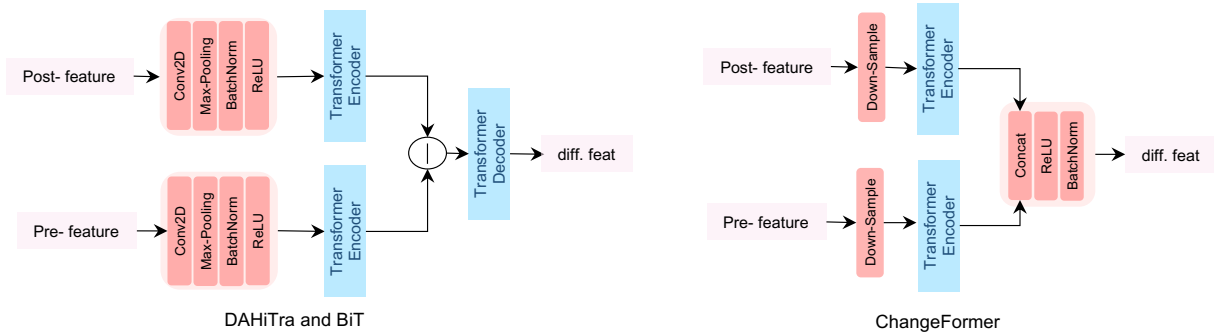 Post- feature
Conv2D
Max-Pooling
BatchNorm
ReLU
Transformer
Encoder
Pre- feature
Conv2D
Max-Pooling
BatchNorm
ReLU
Transformer
Encoder
—
Transformer
Decoder
diff. feat
DAHiTra and BiT
Post- feature
Down-Sample
Transformer
Encoder
Pre- feature
Down-Sample
Transformer
Encoder
Concat
ReLU
BatchNorm
diff. feat
ChangeFormer